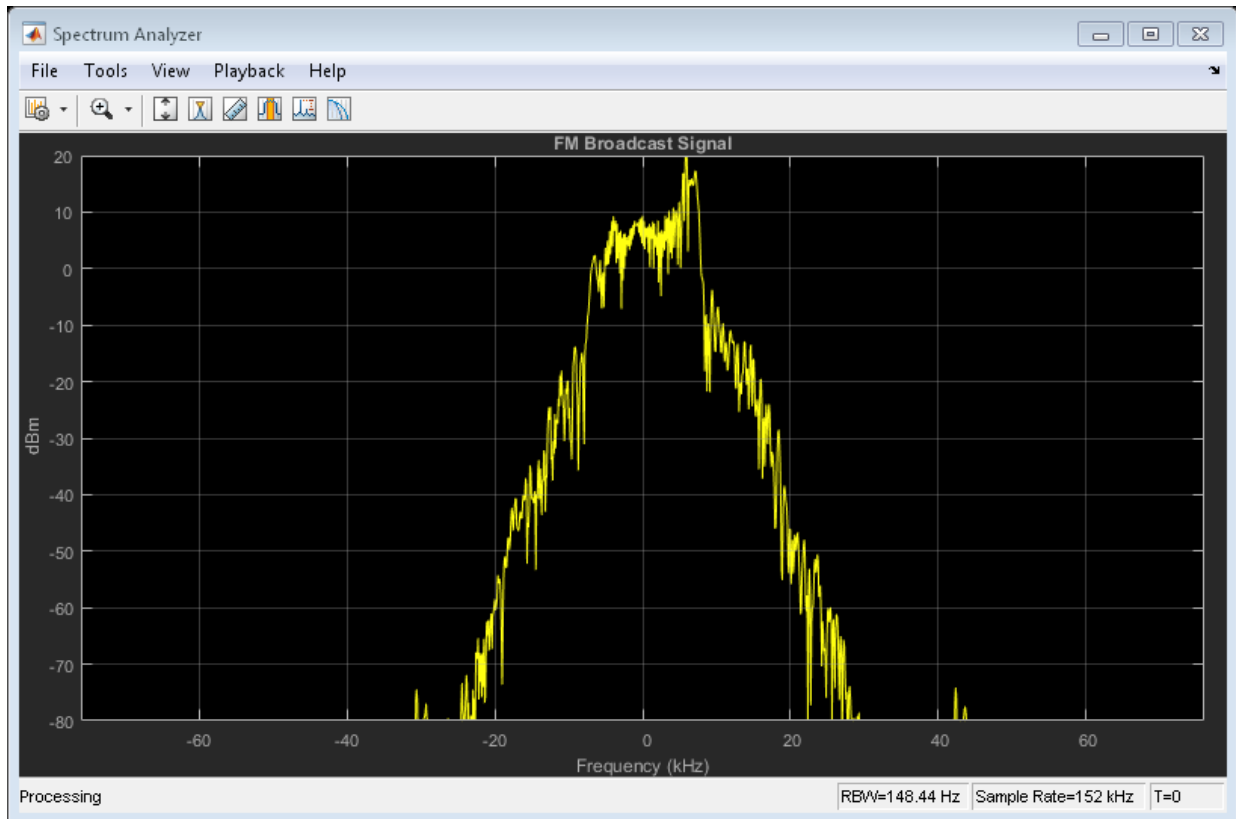 Spectrum Analyzer
File Tools View Playback Help
FM Broadcast Signal
20
10
0
-10
-20
-30
-40
-50
-60
-70
-80
dBm
-60 -40 -20 0 20 40 60
Frequency (kHz)
Processing RBW=148.44 Hz Sample Rate=152 kHz T=0